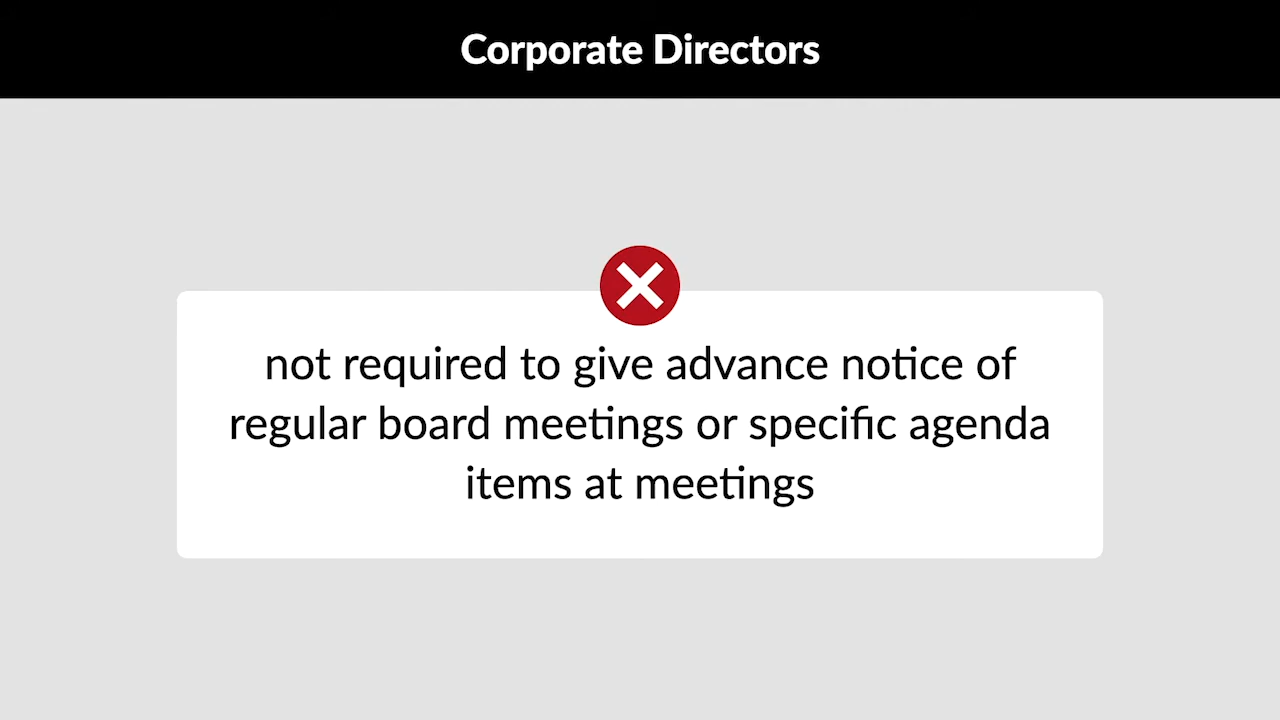 Corporate Directors
not required to give advance notice of
regular board meetings or specific agenda
items at meetings